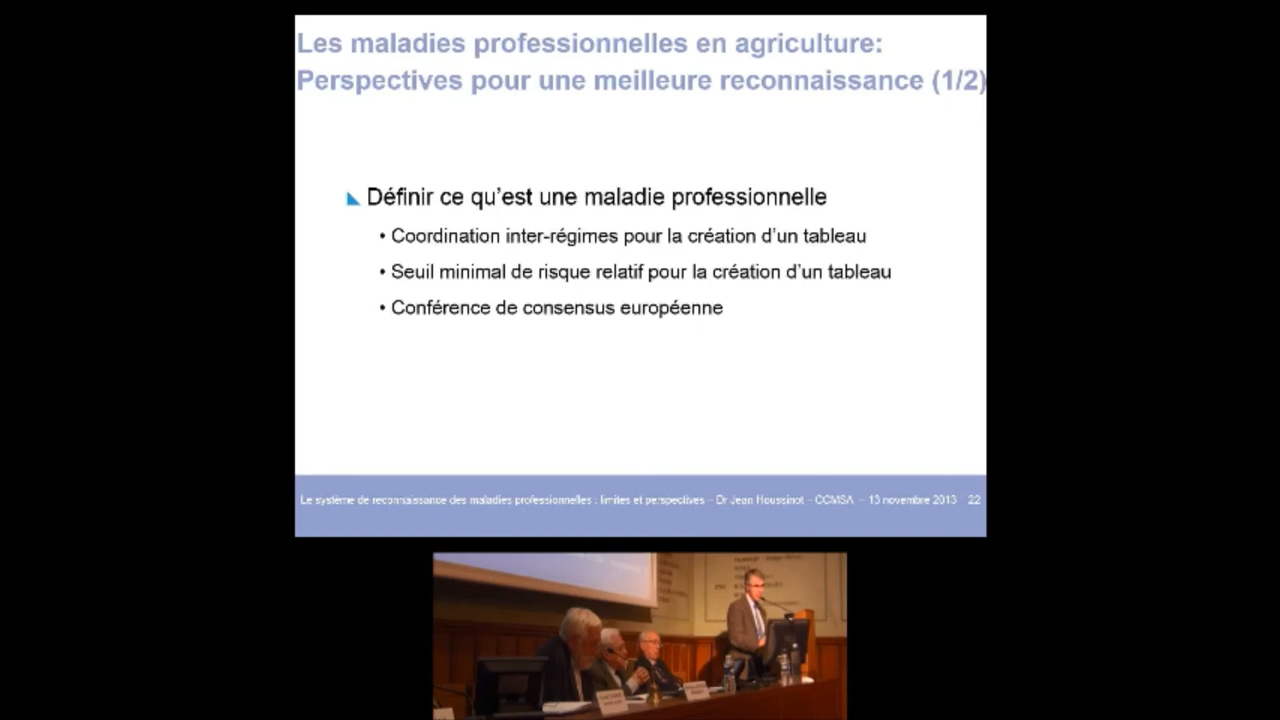 Les maladies professionnelles en agriculture:
Perspectives pour une meilleure reconnaissance (1/2)
Définir ce qu'est une maladie professionnelle
• Coordination inter-régimes pour la création d'un tableau
• Seuil minimal de risque relatif pour la création d'un tableau
• Conférence de consensus européenne
Le système de reconnaissance des maladies professionnelles : limites et perspectives – Dr Jean Houssinot – CCMSA – 13 novembre 2013 22